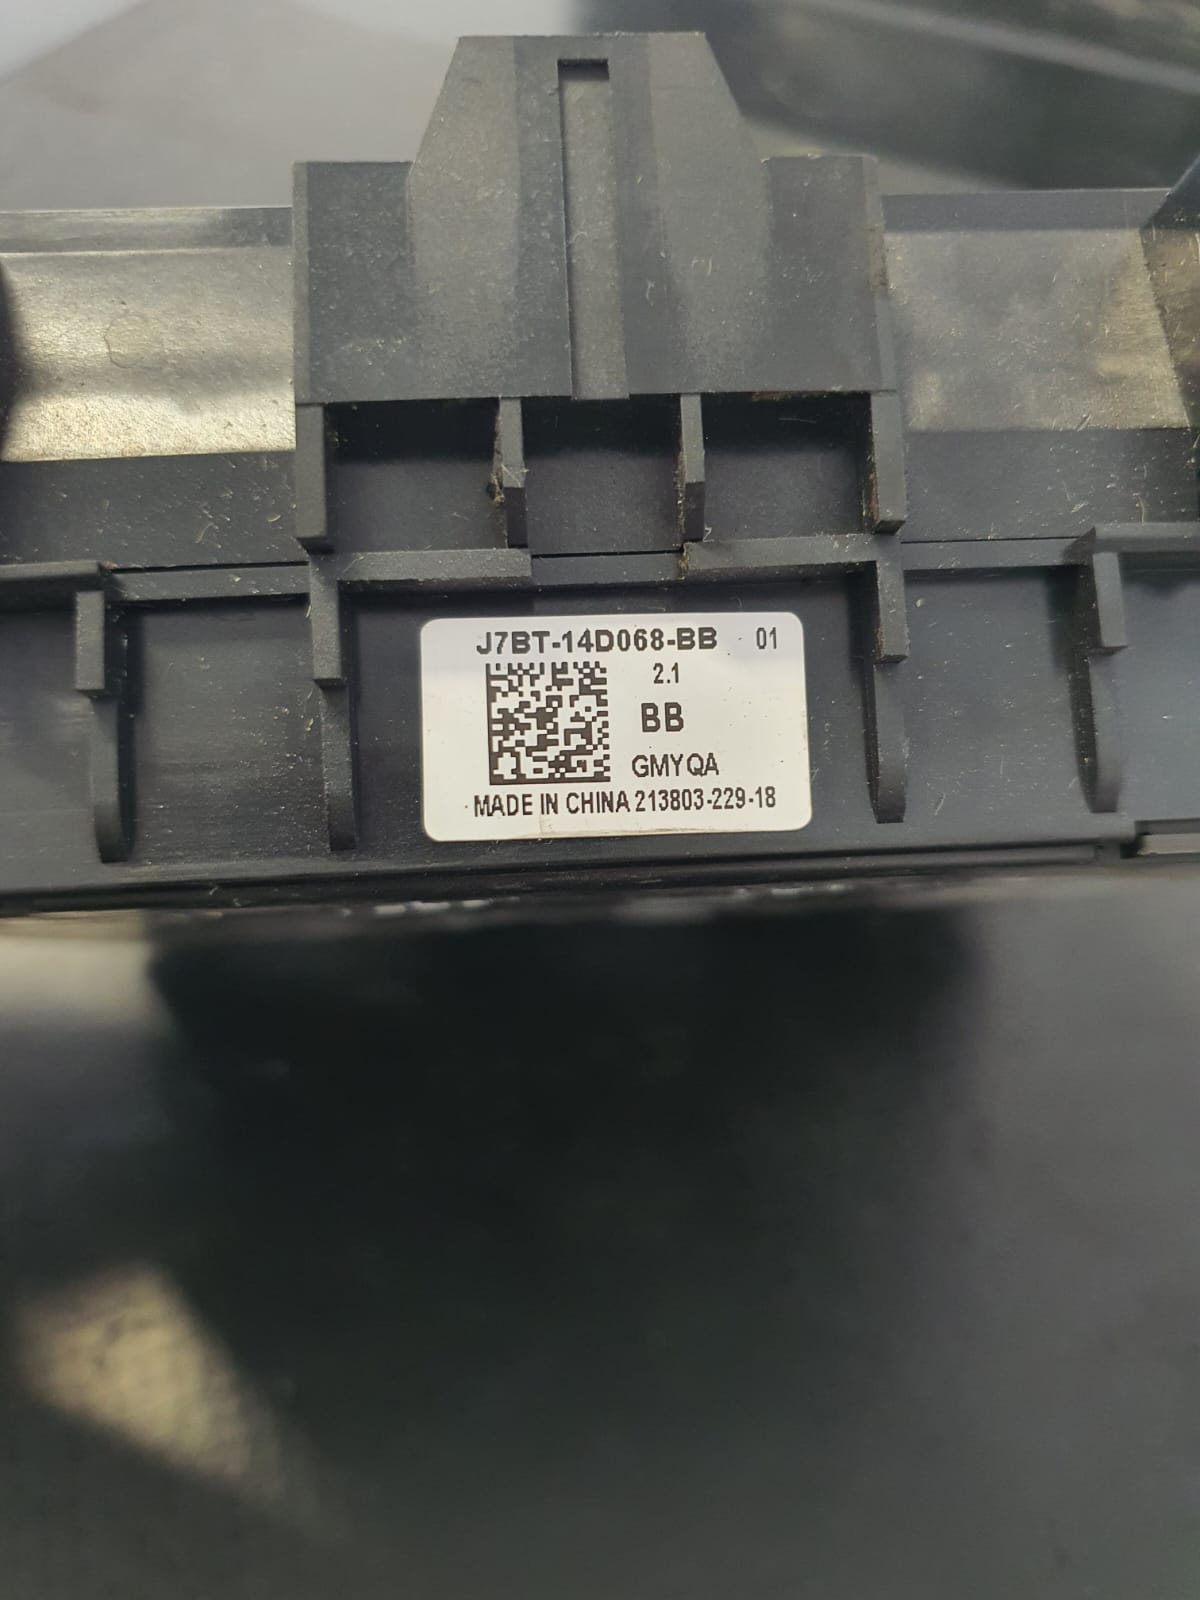 J7BT-14D068-BB 01
2.1
BB
GMYQA
MADE IN CHINA 213803-229-18